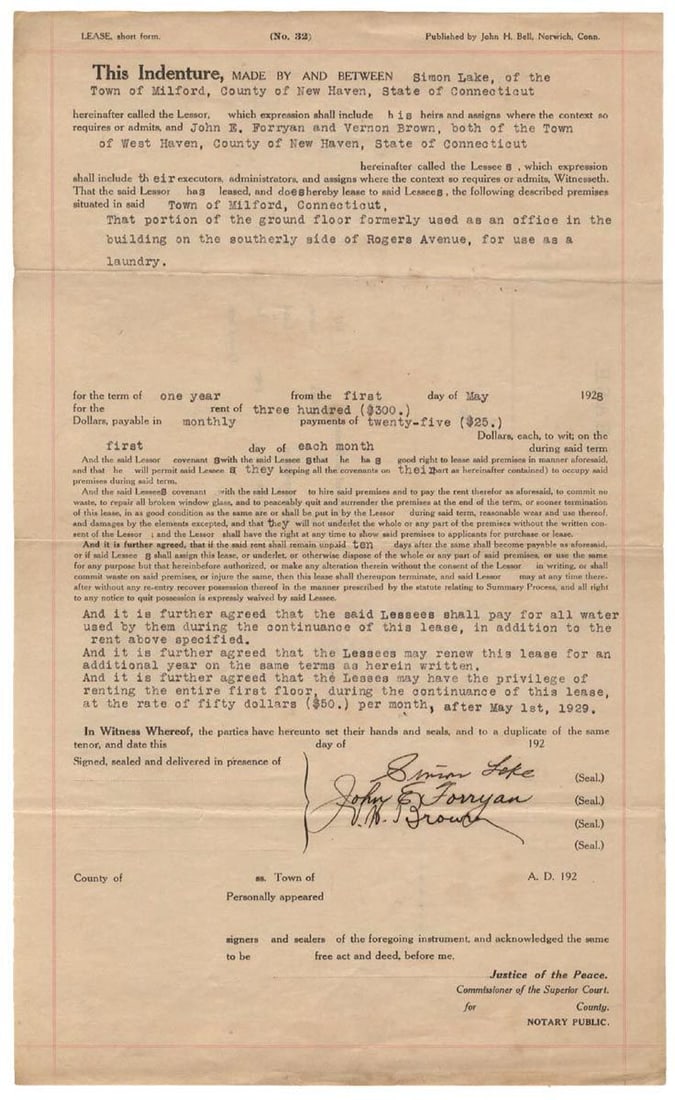 LEASE, short form. (No. 32) Published by John H. Bell, Norwich, Conn.
This Indenture, MADE BY AND BETWEEN Simon Lake, of the
Town of Milford, County of New Haven, State of Connecticut
hereinafter called the Lessor, which expression shall include his heirs and assigns where the context so
requires or admits, and John E. Forryan and Vernon Brown, both of the Town
of West Haven, County of New Haven, State of Connecticut
hereinafter called the Lessees, which expression
shall include their executors, administrators, and assigns where the context so requires or admits, Witnesseth.
That the said Lessor has leased, and does hereby lease to said Lessees, the following described premises
situated in said Town of Milford, Connecticut,
That portion of the ground floor formerly used as an office in the
building on the southerly side of Rogers Avenue, for use as a
laundry.
for the term of one year from the first day of May 1928
for the rent of three hundred ($300.)
Dollars, payable in monthly payments of twenty-five ($25.)
Dollars, each, to wit; on the
first day of each month during said term
And the said Lessor covenant s with the said Lessee s that he ha s good right to lease said premises in manner aforesaid,
and that he will permit said Lessee s they keeping all the covenants on their part as hereinafter contained) to occupy said
premises during said term.
And the said Lessees covenant with the said Lessor to hire said premises and to pay the rent therefor as aforesaid, to commit no
waste, to repair all broken window glass, and to peaceably quit and surrender the premises at the end of the term, or sooner termination
of this lease, in as good condition as the same are or shall be put in by the Lessor during said term, reasonable wear and use thereof,
and damages by the elements excepted, and that they will not underlet the whole or any part of the premises without the written con-
sent of the Lessor ; and the Lessor shall have the right at any time to show said premises to applicants for purchase or lease.
And it is further agreed, that if the said rent shall remain unpaid ten days after the same shall become payable as aforesaid,
or if said Lessee s shall assign this lease, or underlet, or otherwise dispose of the whole or any part of said premises, or use the same
for any purpose but that hereinbefore authorized, or make any alteration therein without the consent of the Lessor in writing, or shall
commit waste on said premises, or injure the same, then this lease shall thereupon terminate, and said Lessor may at any time there-
after without any re-entry recover possession thereof in the manner prescribed by the statute relating to Summary Process, and all right
to any notice to quit possession is expressly waived by said Lessee.
And it is further agreed that the said Lessees shall pay for all water
used by them during the continuance of this lease, in addition to the
rent above specified.
And it is further agreed that the Lessees may renew this lease for an
additional year on the same terms as herein written.
And it is further agreed that the Lessees may have the privilege of
renting the entire first floor, during the continuance of this lease,
at the rate of fifty dollars ($50.) per month, after May 1st, 1929.
In Witness Whereof, the parties have hereunto set their hands and seals, and to a duplicate of the same
tenor, and date this day of 192
Signed, sealed and delivered in presence of
Simon Lake (Seal.)
John E Forryan (Seal.)
V. W. Brown (Seal.)
(Seal.)
County of ss. Town of A. D. 192
Personally appeared
signers and sealers of the foregoing instrument, and acknowledged the same
to be free act and deed, before me,
Justice of the Peace.
Commissioner of the Superior Court.
for County.
NOTARY PUBLIC.